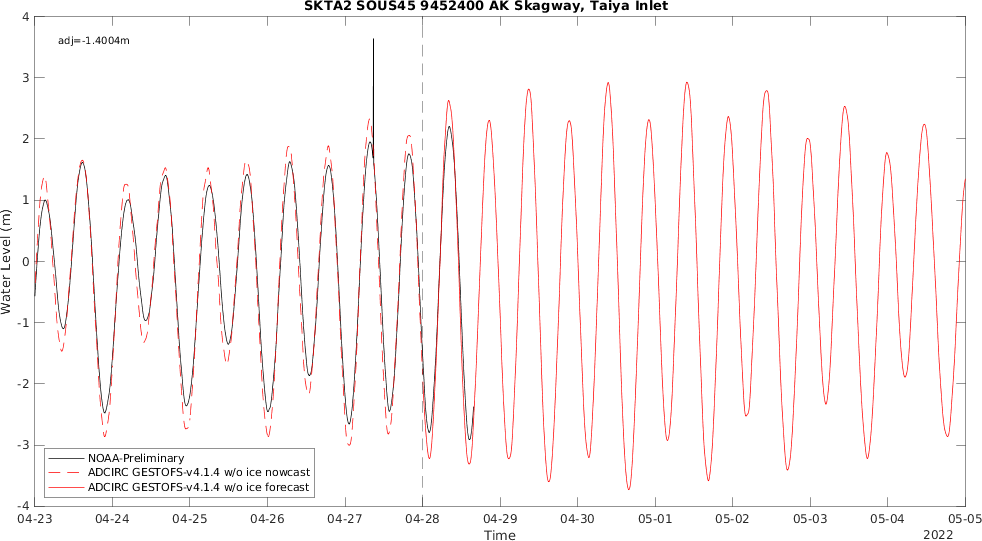 SKTA2 SOUS45 9452400 AK Skagway, Taiya Inlet
adj=-1.4004m
4
3
2
1
0
-1
-2
-3
-4
Water Level (m)
NOAA-Preliminary
ADCIRC GESTOFS-v4.1.4 w/o ice nowcast
ADCIRC GESTOFS-v4.1.4 w/o ice forecast
04-23 04-24 04-25 04-26 04-27 04-28 04-29 04-30 05-01 05-02 05-03 05-04 05-05
Time
2022